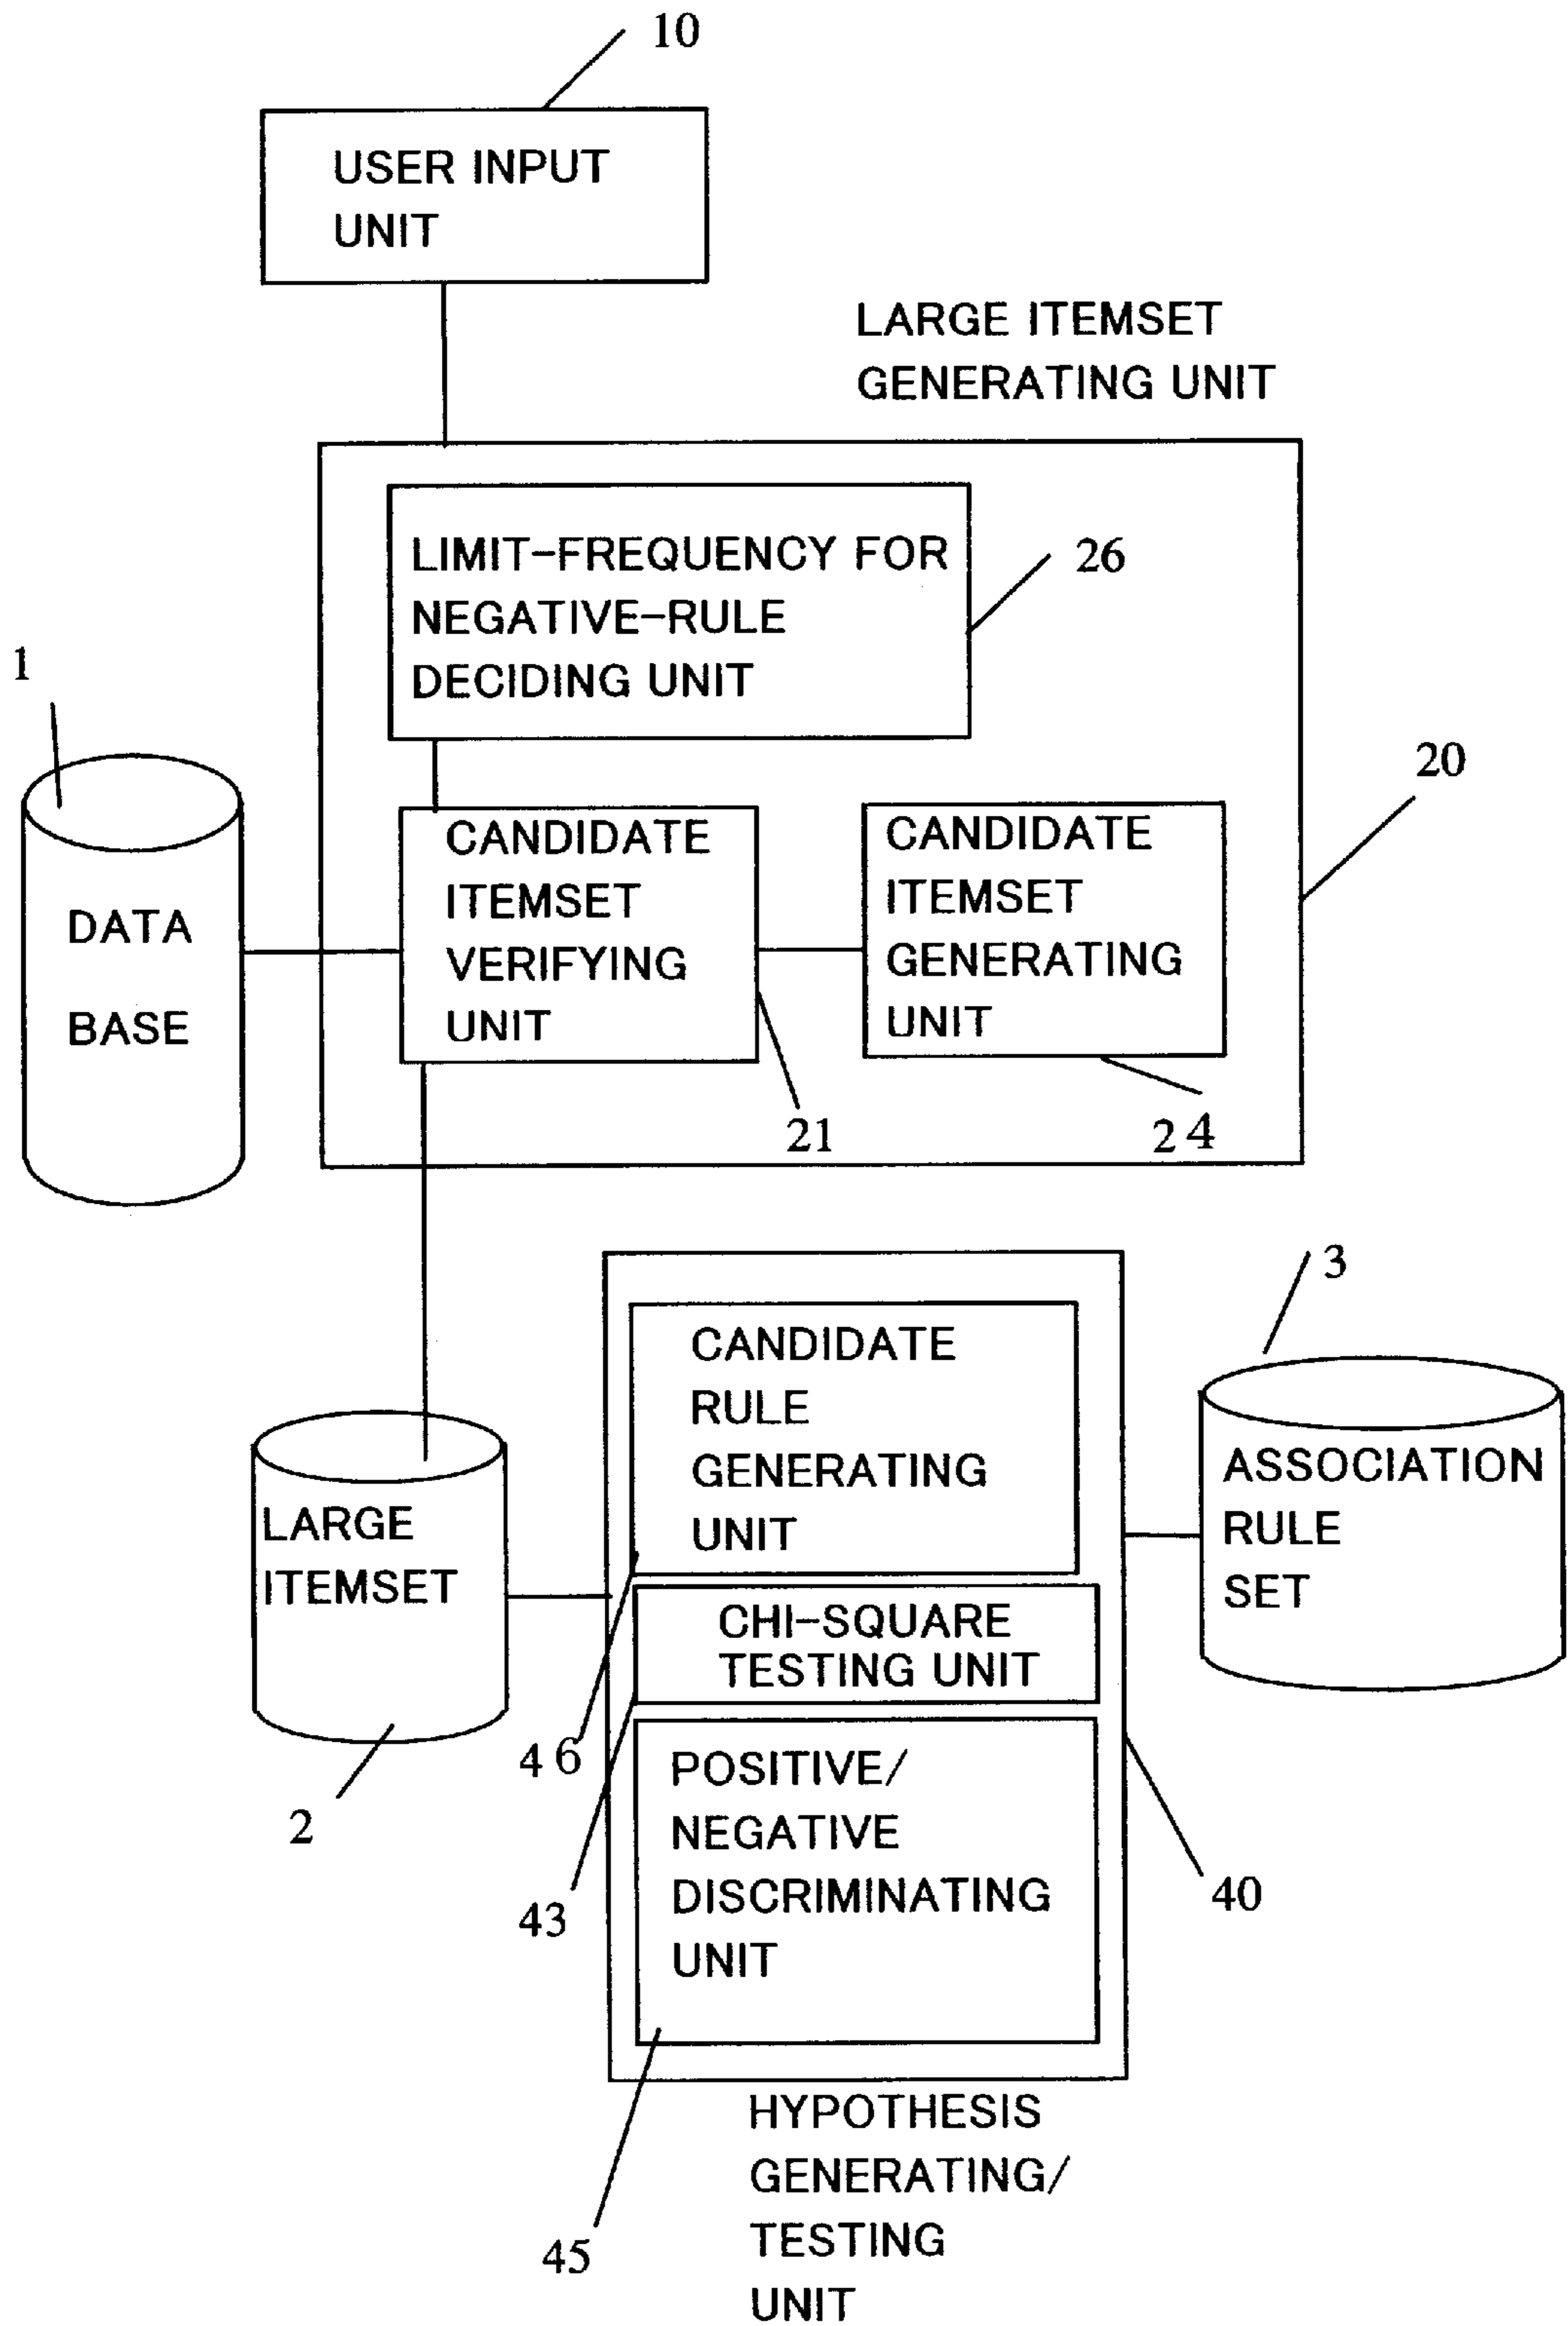 10
USER INPUT
UNIT
LARGE ITEMSET
GENERATING UNIT
LIMIT-FREQUENCY FOR
NEGATIVE-RULE
DECIDING UNIT
26
1
20
DATA
BASE
CANDIDATE
ITEMSET
VERIFYING
UNIT
CANDIDATE
ITEMSET
GENERATING
UNIT
21
24
3
CANDIDATE
RULE
GENERATING
UNIT
ASSOCIATION
RULE
SET
LARGE
ITEMSET
CHI-SQUARE
TESTING UNIT
46
2
POSITIVE/
NEGATIVE
DISCRIMINATING
UNIT
43
40
45
HYPOTHESIS
GENERATING/
TESTING
UNIT